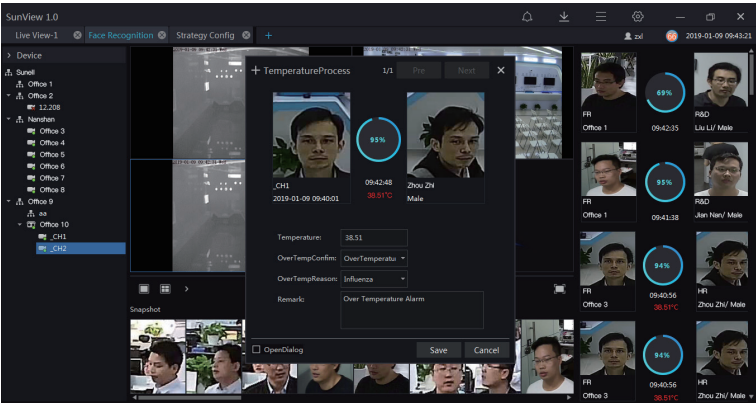 SunView 1.0
Live View-1
Face Recognition
Strategy Config
zxl
66
2019-01-09 09:43:21
Device
Sunell
Office 1
Office 2
12.208
Nanshan
Office 3
Office 4
Office 5
Office 6
Office 7
Office 8
Office 9
aa
Office 10
_CH1
_CH2
TemperatureProcess
1/1
Pre
Next
95%
_CH1
2019-01-09 09:40:01
09:42:48
38.51°C
Zhou Zhi
Male
Temperature:
38.51
OverTempConfim:
OverTemperatu
OverTempReason:
Influenza
Remark:
Over Temperature Alarm
OpenDialog
Save
Cancel
Snapshot
69%
FR
Office 1
09:42:35
R&D
Liu Li/ Male
95%
FR
Office 1
09:41:38
R&D
Jian Nan/ Male
94%
FR
Office 3
09:40:56
38.51°C
HR
Zhou Zhi/ Male
94%
FR
Office 3
09:40:56
38.51°C
HR
Zhou Zhi/ Male